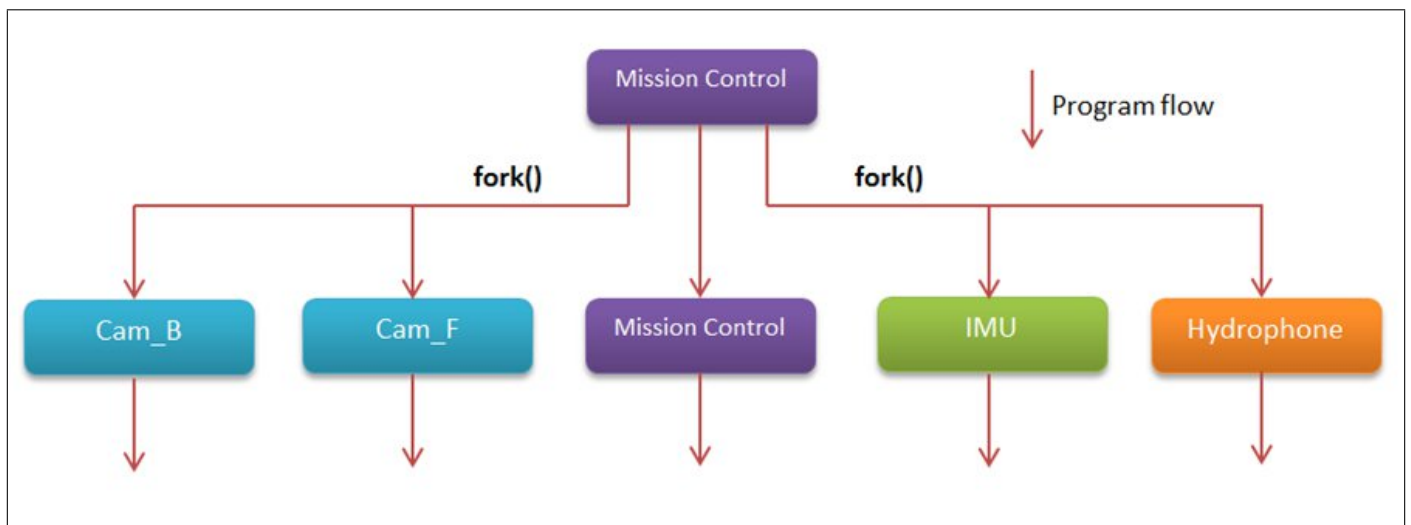 Mission Control
Program flow
fork()
fork()
Cam_B
Cam_F
Mission Control
IMU
Hydrophone